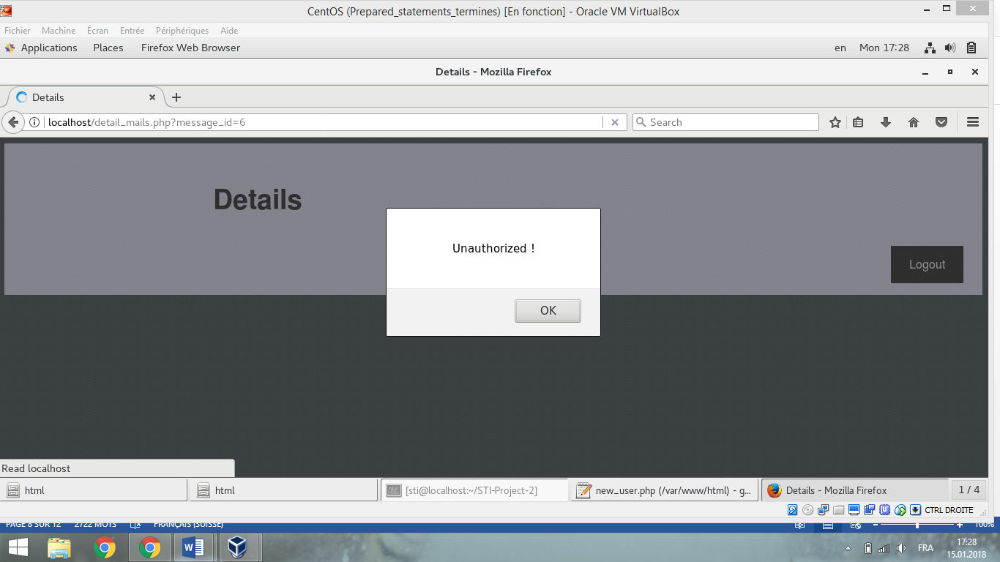 CentOS (Prepared_statements_termines) [En fonction] - Oracle VM VirtualBox
Fichier Machine Écran Entrée Périphériques Aide
Applications Places Firefox Web Browser en Mon 17:28
Details - Mozilla Firefox
Details
localhost/detail_mails.php?message_id=6 Search
Details
Unauthorized !
Logout
OK
Read localhost
html html [sti@localhost:~/STI-Project-2] new_user.php (/var/www/html) - g... Details - Mozilla Firefox 1 / 4
CTRL DROITE
PAGE 8 SUR 12 2722 MOTS FRANÇAIS (SUISSE) 100%
FRA 17:28
15.01.2018